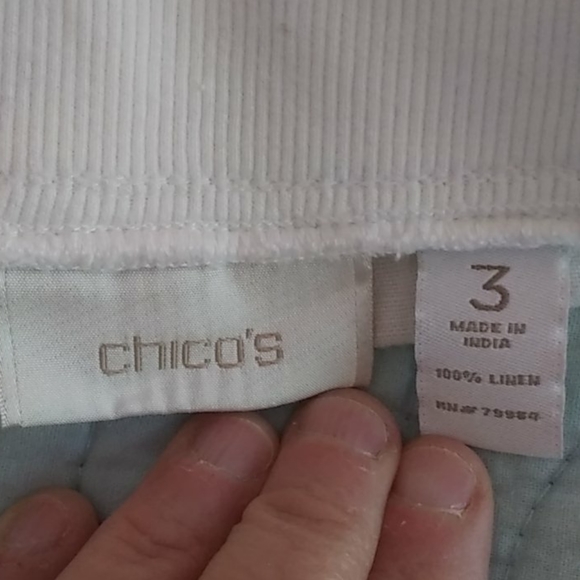 chico's
3
MADE IN
INDIA
100% LINEN
RN# 79984